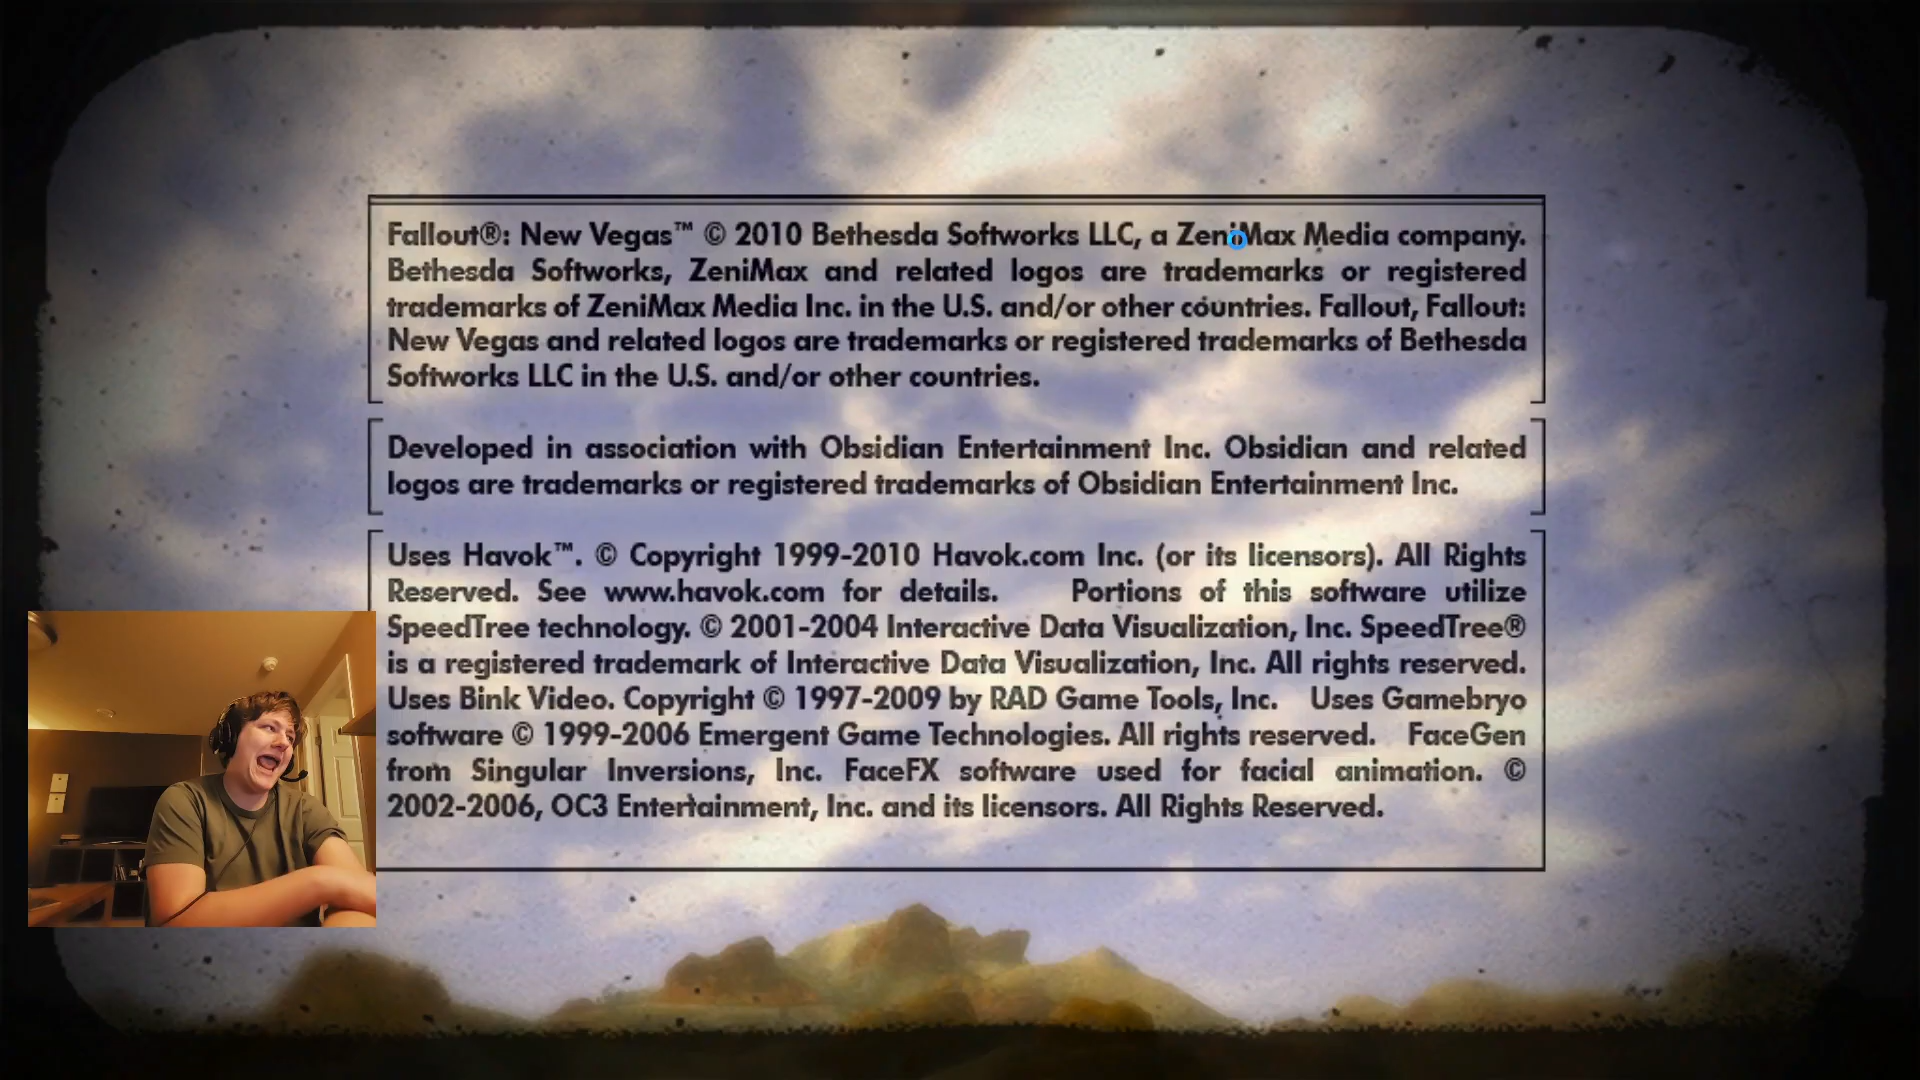 Fallout®: New Vegas™ © 2010 Bethesda Softworks LLC, a ZeniMax Media company.
Bethesda Softworks, ZeniMax and related logos are trademarks or registered
trademarks of ZeniMax Media Inc. in the U.S. and/or other countries. Fallout, Fallout:
New Vegas and related logos are trademarks or registered trademarks of Bethesda
Softworks LLC in the U.S. and/or other countries.
Developed in association with Obsidian Entertainment Inc. Obsidian and related
logos are trademarks or registered trademarks of Obsidian Entertainment Inc.
Uses Havok™. © Copyright 1999-2010 Havok.com Inc. (or its licensors). All Rights
Reserved. See www.havok.com for details. Portions of this software utilize
SpeedTree technology. © 2001-2004 Interactive Data Visualization, Inc. SpeedTree®
is a registered trademark of Interactive Data Visualization, Inc. All rights reserved.
Uses Bink Video. Copyright © 1997-2009 by RAD Game Tools, Inc. Uses Gamebryo
software © 1999-2006 Emergent Game Technologies. All rights reserved. FaceGen
from Singular Inversions, Inc. FaceFX software used for facial animation. ©
2002-2006, OC3 Entertainment, Inc. and its licensors. All Rights Reserved.